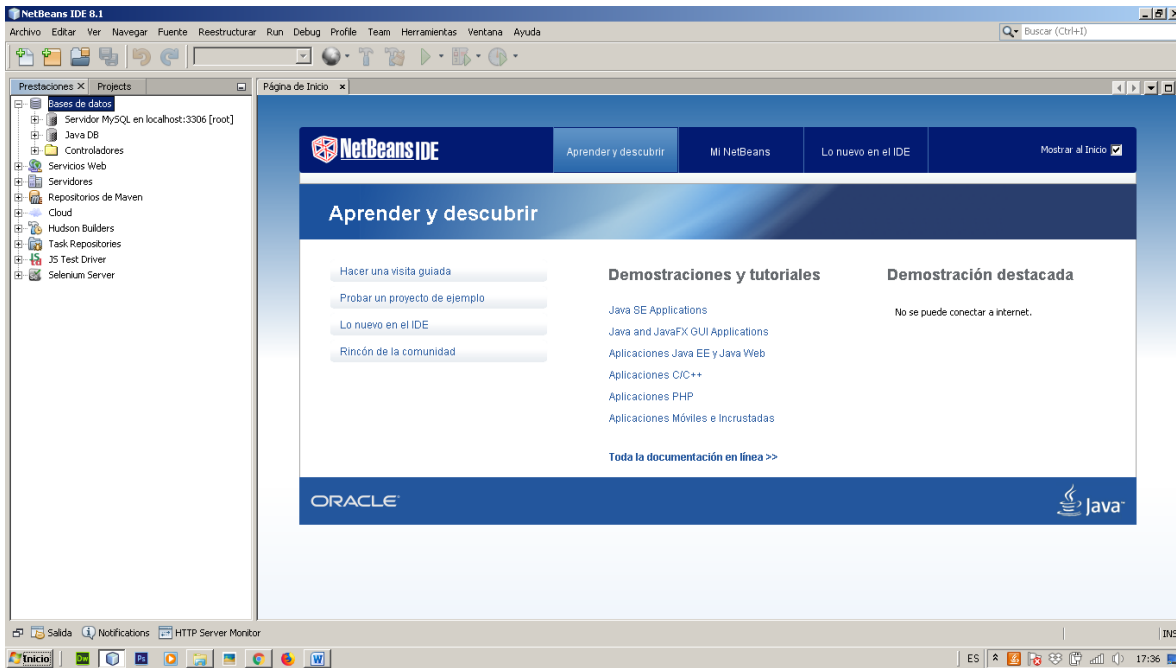 NetBeans IDE 8.1
Archivo Editar Ver Navegar Fuente Reestructurar Run Debug Profile Team Herramientas Ventana Ayuda
Buscar (Ctrl+I)
Prestaciones Projects
Página de Inicio
Bases de datos
Servidor MySQL en localhost:3306 [root]
Java DB
Controladores
Servicios Web
Servidores
Repositorios de Maven
Cloud
Hudson Builders
Task Repositories
JS Test Driver
Selenium Server
NetBeans IDE
Aprender y descubrir
Mi NetBeans
Lo nuevo en el IDE
Mostrar al Inicio
Aprender y descubrir
Hacer una visita guiada
Probar un proyecto de ejemplo
Lo nuevo en el IDE
Rincón de la comunidad
Demostraciones y tutoriales
Java SE Applications
Java and JavaFX GUI Applications
Aplicaciones Java EE y Java Web
Aplicaciones C/C++
Aplicaciones PHP
Aplicaciones Móviles e Incrustadas
Toda la documentación en línea >>
Demostración destacada
No se puede conectar a internet.
ORACLE
Java
Salida Notifications HTTP Server Monitor
INS
Inicio
Dw
Ps
W
ES
17:36